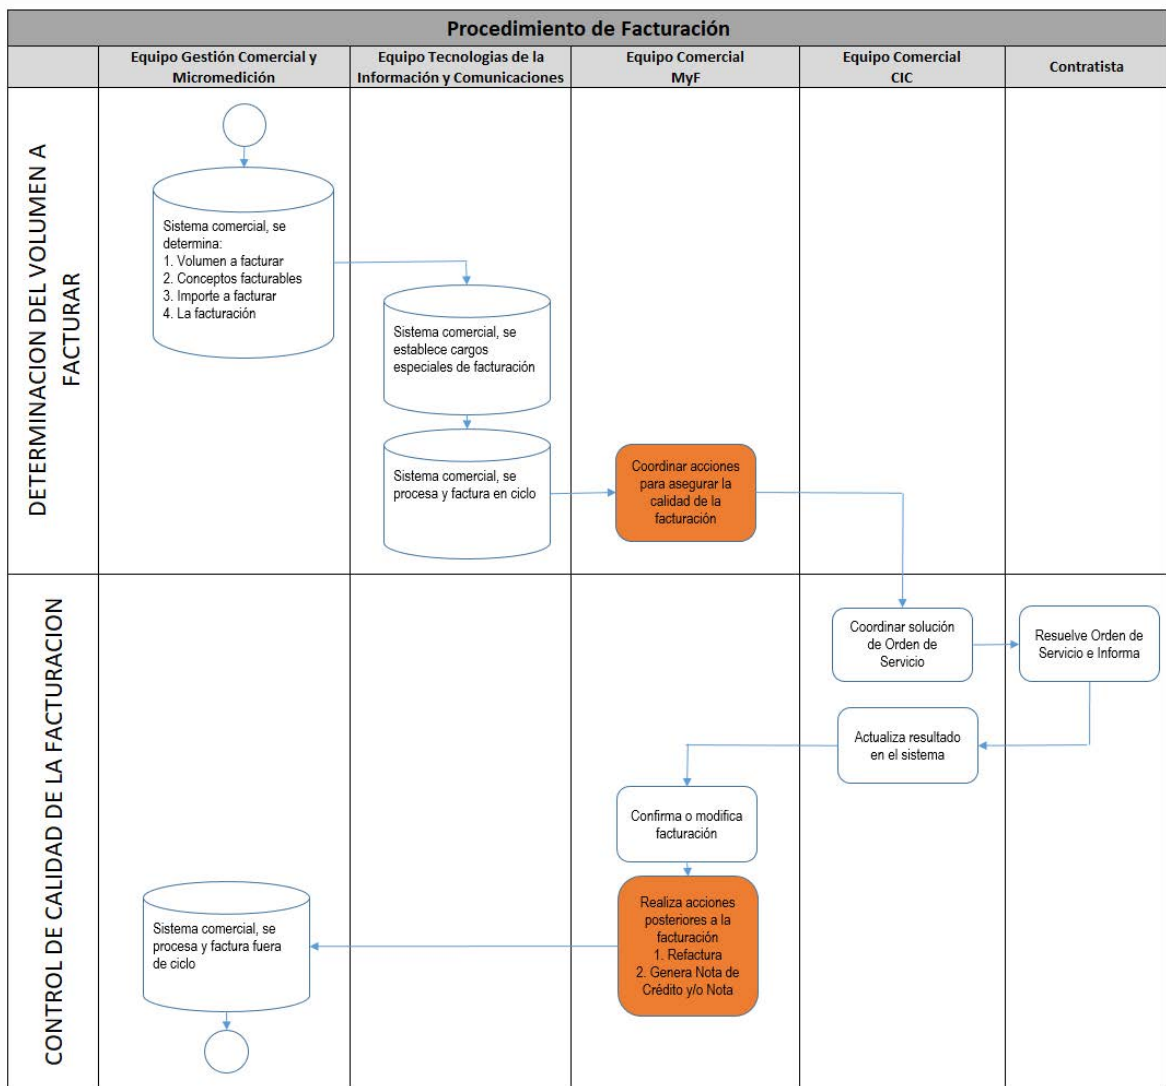 Procedimiento de Facturación
Equipo Gestión Comercial y
Micromedición
Equipo Tecnologias de la
Información y Comunicaciones
Equipo Comercial
MyF
Equipo Comercial
CIC
Contratista
DETERMINACION DEL VOLUMEN A
FACTURAR
Sistema comercial, se
determina:
1. Volumen a facturar
2. Conceptos facturables
3. Importe a facturar
4. La facturación
Sistema comercial, se
establece cargos
especiales de facturación
Sistema comercial, se
procesa y factura en ciclo
Coordinar acciones
para asegurar la
calidad de la
facturación
CONTROL DE CALIDAD DE LA FACTURACION
Coordinar solución
de Orden de
Servicio
Resuelve Orden de
Servicio e Informa
Actualiza resultado
en el sistema
Confirma o modifica
facturación
Realiza acciones
posteriores a la
facturación
1. Refactura
2. Genera Nota de
Crédito y/o Nota
Sistema comercial, se
procesa y factura fuera
de ciclo